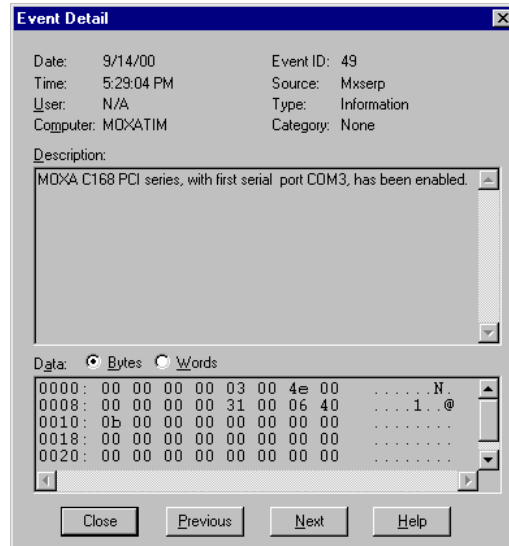 Event Detail
Date: 9/14/00 Event ID: 49
Time: 5:29:04 PM Source: Mxserp
User: N/A Type: Information
Computer: MOXATIM Category: None
Description:
MOXA C168 PCI series, with first serial port COM3, has been enabled.
Data: Bytes Words
0000: 00 00 00 00 03 00 4e 00 ......N.
0008: 00 00 00 00 31 00 06 40 ....1..@
0010: 0b 00 00 00 00 00 00 00 ........
0018: 00 00 00 00 00 00 00 00 ........
0020: 00 00 00 00 00 00 00 00 ........
Close Previous Next Help